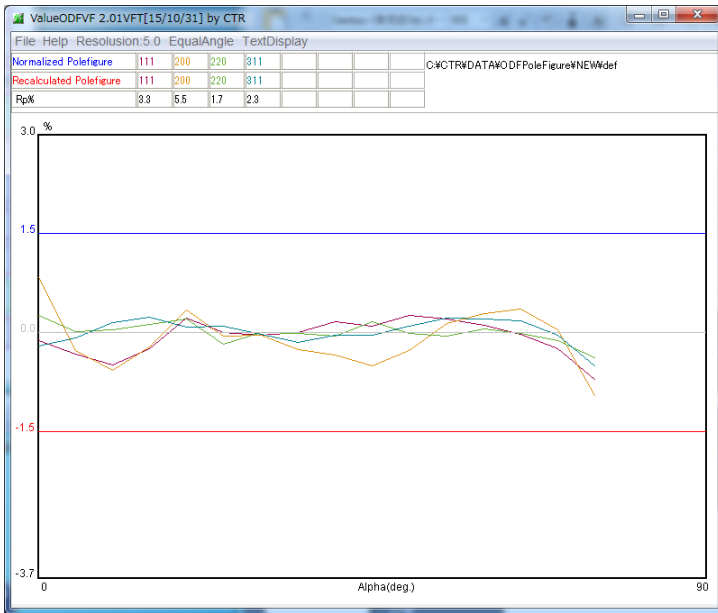 ValueODFVF 2.01VFT[15/10/31] by CTR
File Help Resolusion:5.0 EqualAngle TextDisplay
Normalized Polefigure 111 200 220 311
C:¥CTR¥DATA¥ODFPoleFigure¥NEW¥def
Recalculated Polefigure 111 200 220 311
Rp% 3.3 5.5 1.7 2.3
3.0 %
1.5
0.0
-1.5
-3.7
0 Alpha(deg.) 90